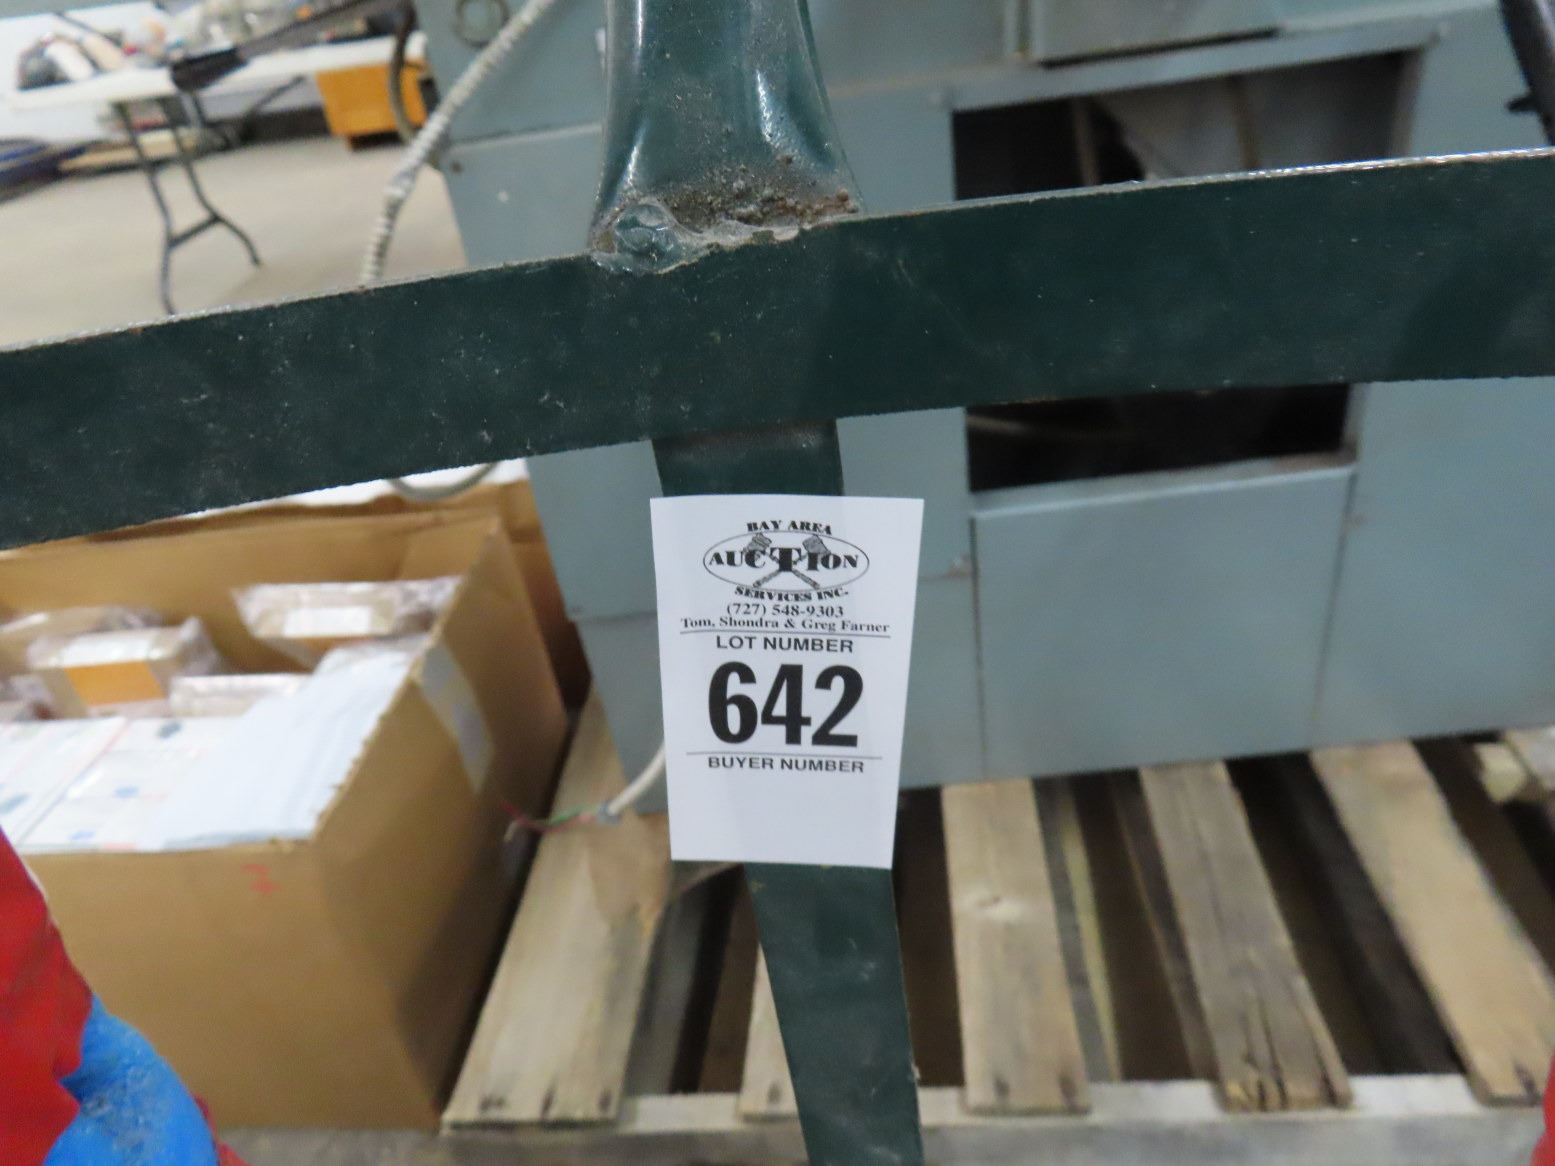 BAY AREA
AUCTION
SERVICES INC.
(727) 548-9303
Tom, Shondra & Greg Farner
LOT NUMBER
642
BUYER NUMBER